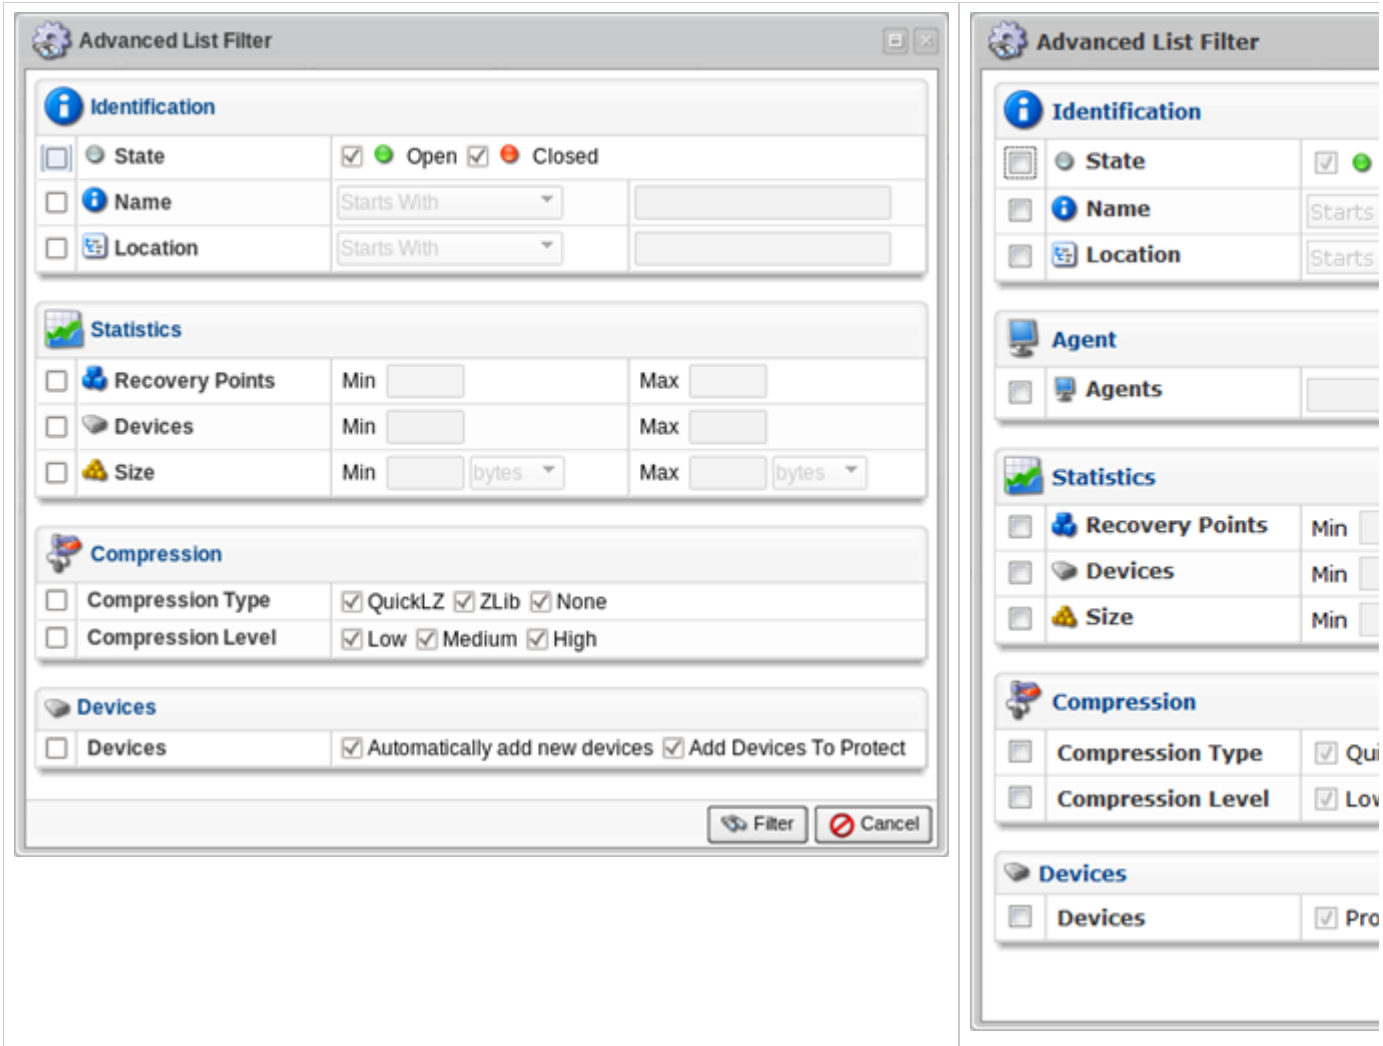 Advanced List Filter
Identification
State Open Closed
Name Starts With
Location Starts With
Statistics
Recovery Points Min Max
Devices Min Max
Size Min bytes Max bytes
Compression
Compression Type QuickLZ ZLib None
Compression Level Low Medium High
Devices
Devices Automatically add new devices Add Devices To Protect
Filter Cancel
Advanced List Filter
Identification
State
Name Starts
Location Starts
Agent
Agents
Statistics
Recovery Points Min
Devices Min
Size Min
Compression
Compression Type Qui
Compression Level Low
Devices
Devices Pro